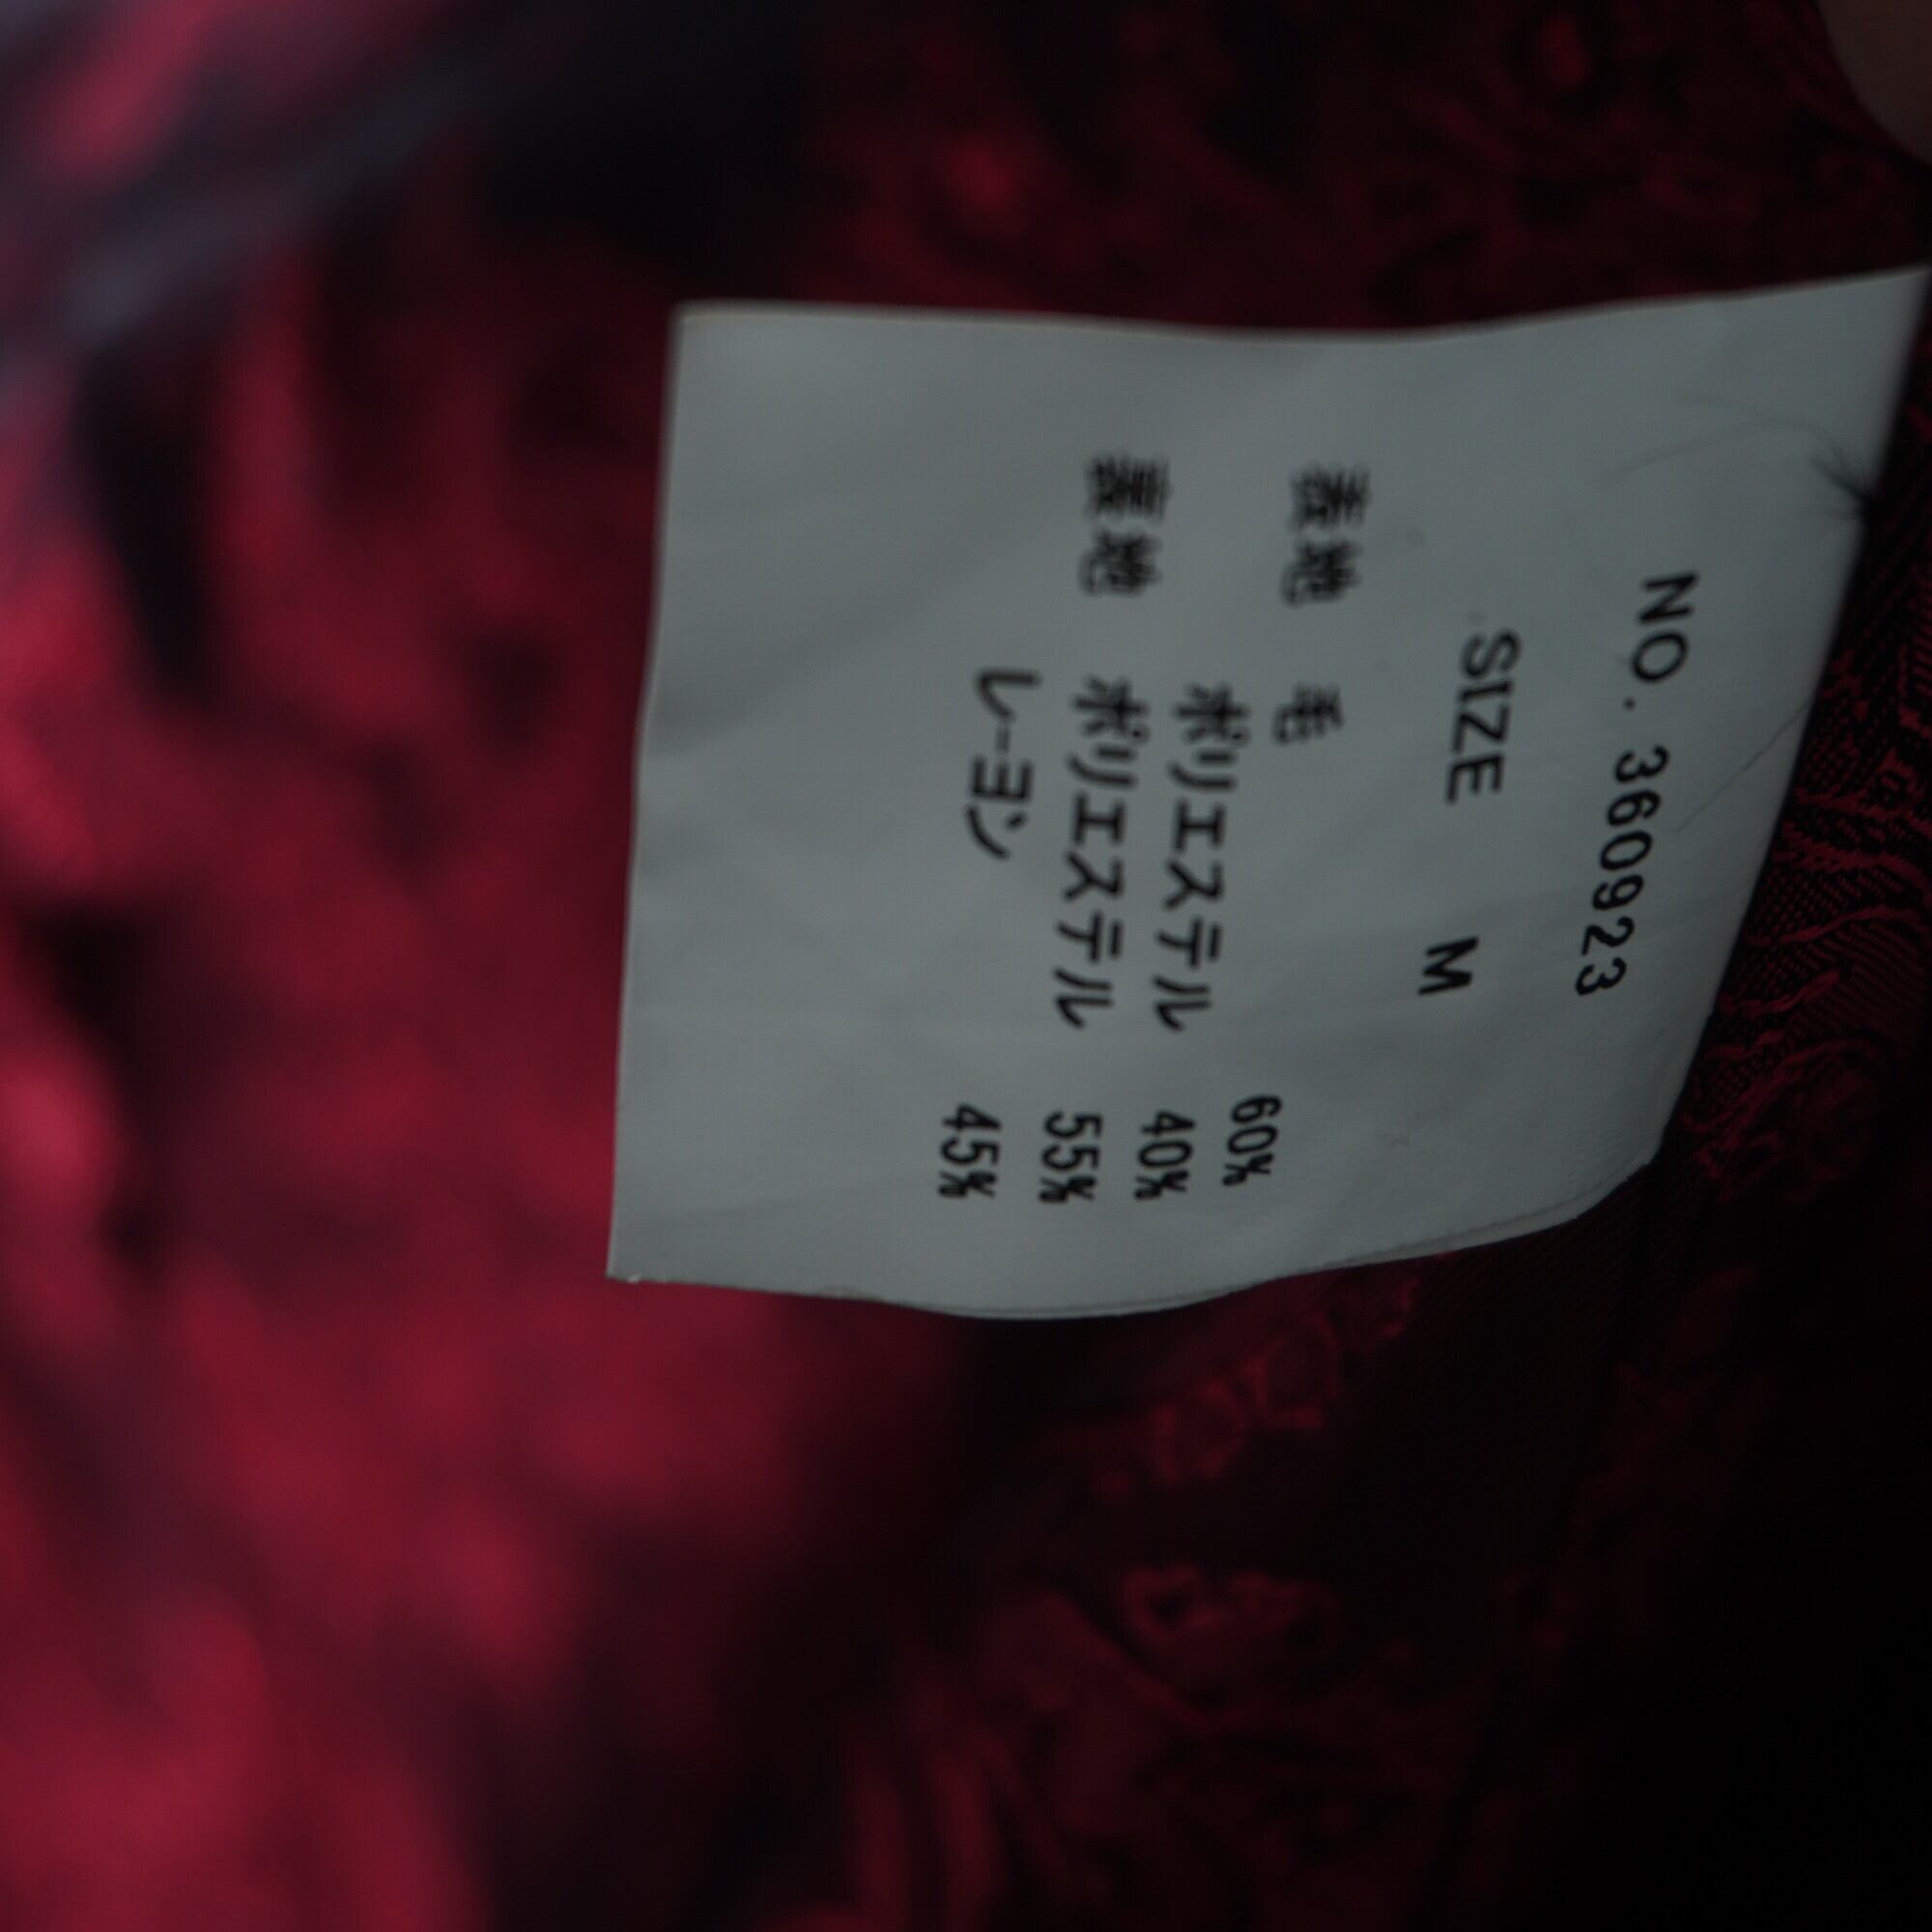 NO. 360923
SIZE M
表地 毛 60%
ポリエステル 40%
裏地 ポリエステル 55%
レーヨン 45%